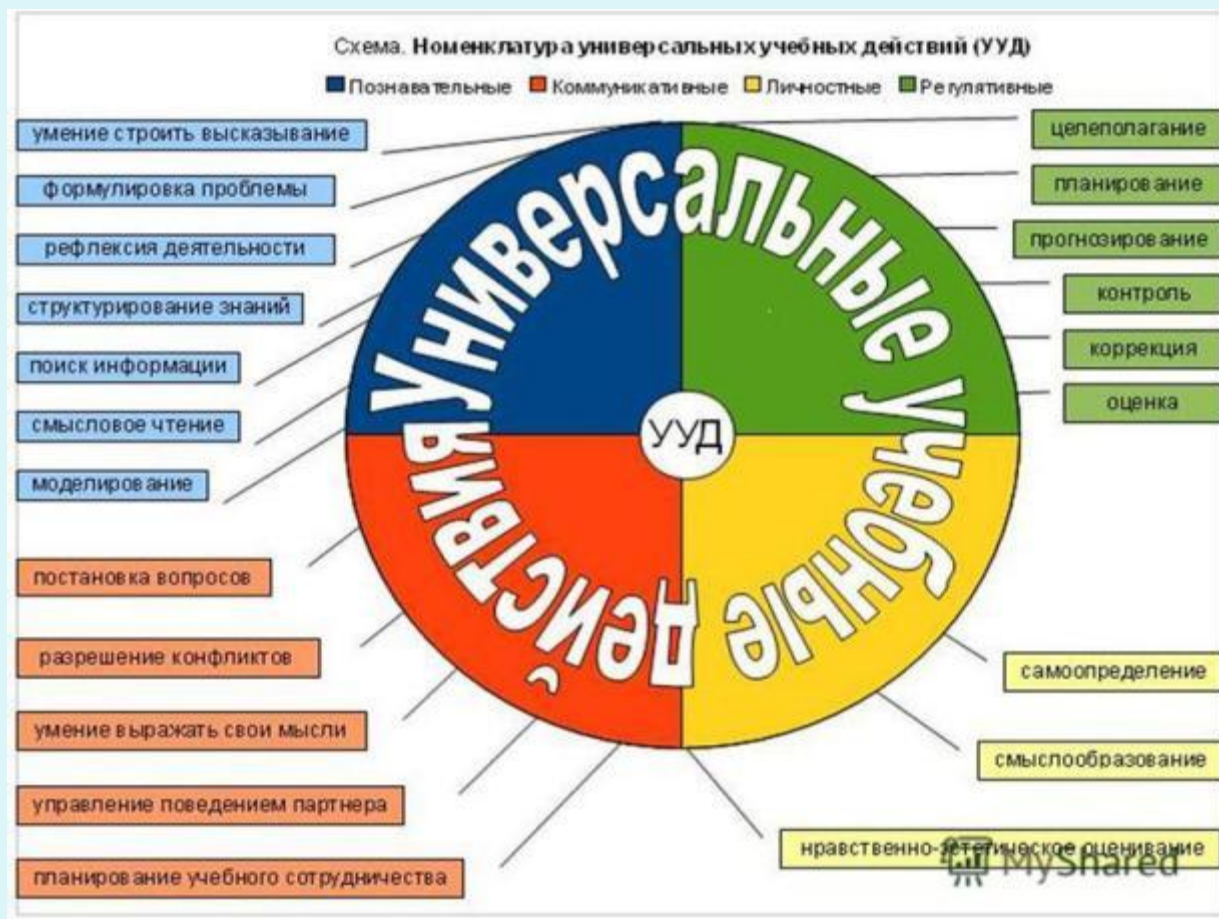 Схема. Номенклатура универсальных учебных действий (УУД)
Познавательные Коммуникативные Личностные Регулятивные
умение строить высказывание
формулировка проблемы
рефлексия деятельности
структурирование знаний
поиск информации
смысловое чтение
моделирование
постановка вопросов
разрешение конфликтов
умение выражать свои мысли
управление поведением партнера
планирование учебного сотрудничества
Универсальные учебные действия
УУД
целеполагание
планирование
прогнозирование
контроль
коррекция
оценка
самоопределение
смыслообразование
нравственно-эстетическое оценивание
MyShared